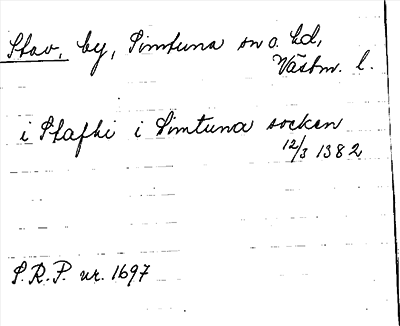 Stav, by, Simtuna sn o. hd,
Västm. l.
i Stafhi i Simtuna socken
12/3 1382
S.R.P. nr. 1697